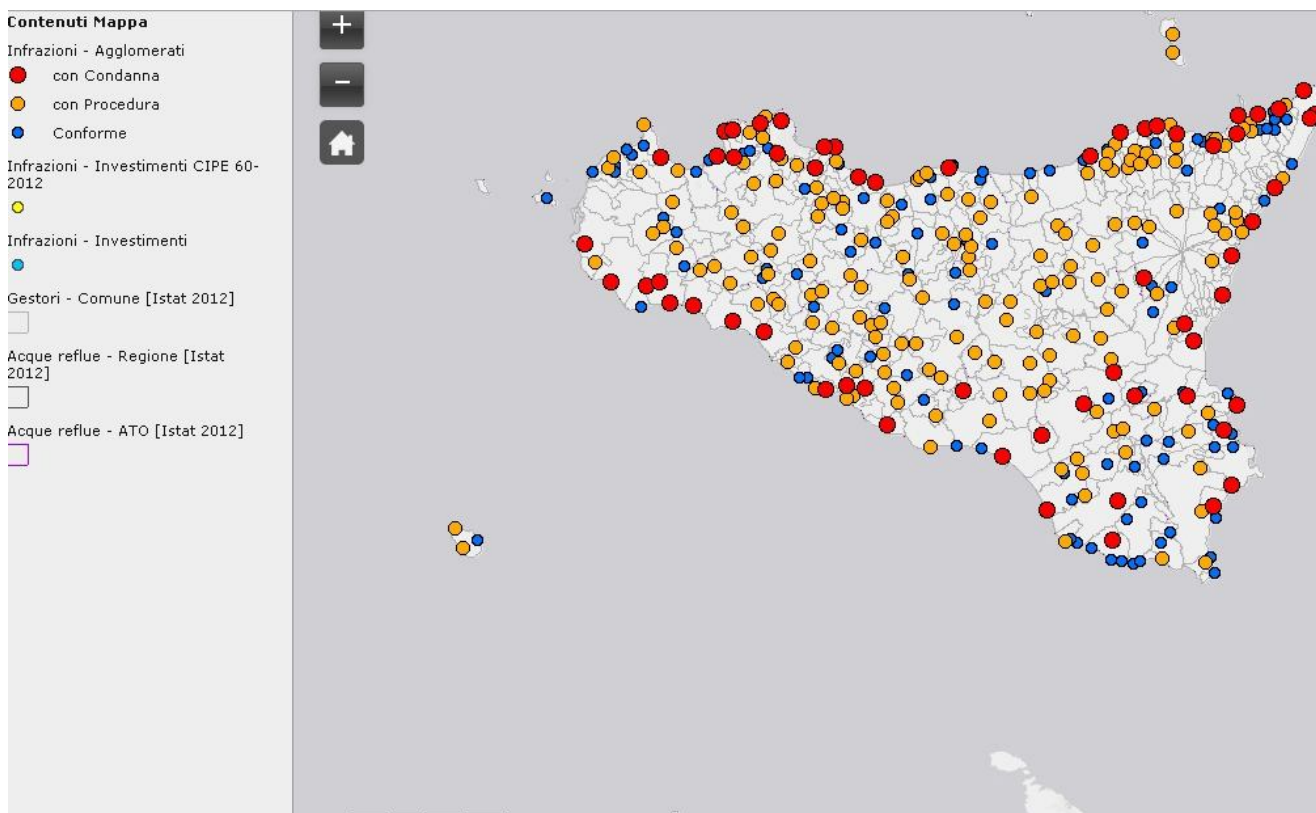 Contenuti Mappa
Infrazioni - Agglomerati
con Condanna
con Procedura
Conforme
Infrazioni - Investimenti CIPE 60-
2012
Infrazioni - Investimenti
Gestori - Comune [Istat 2012]
Acque reflue - Regione [Istat
2012]
Acque reflue - ATO [Istat 2012]
+
−